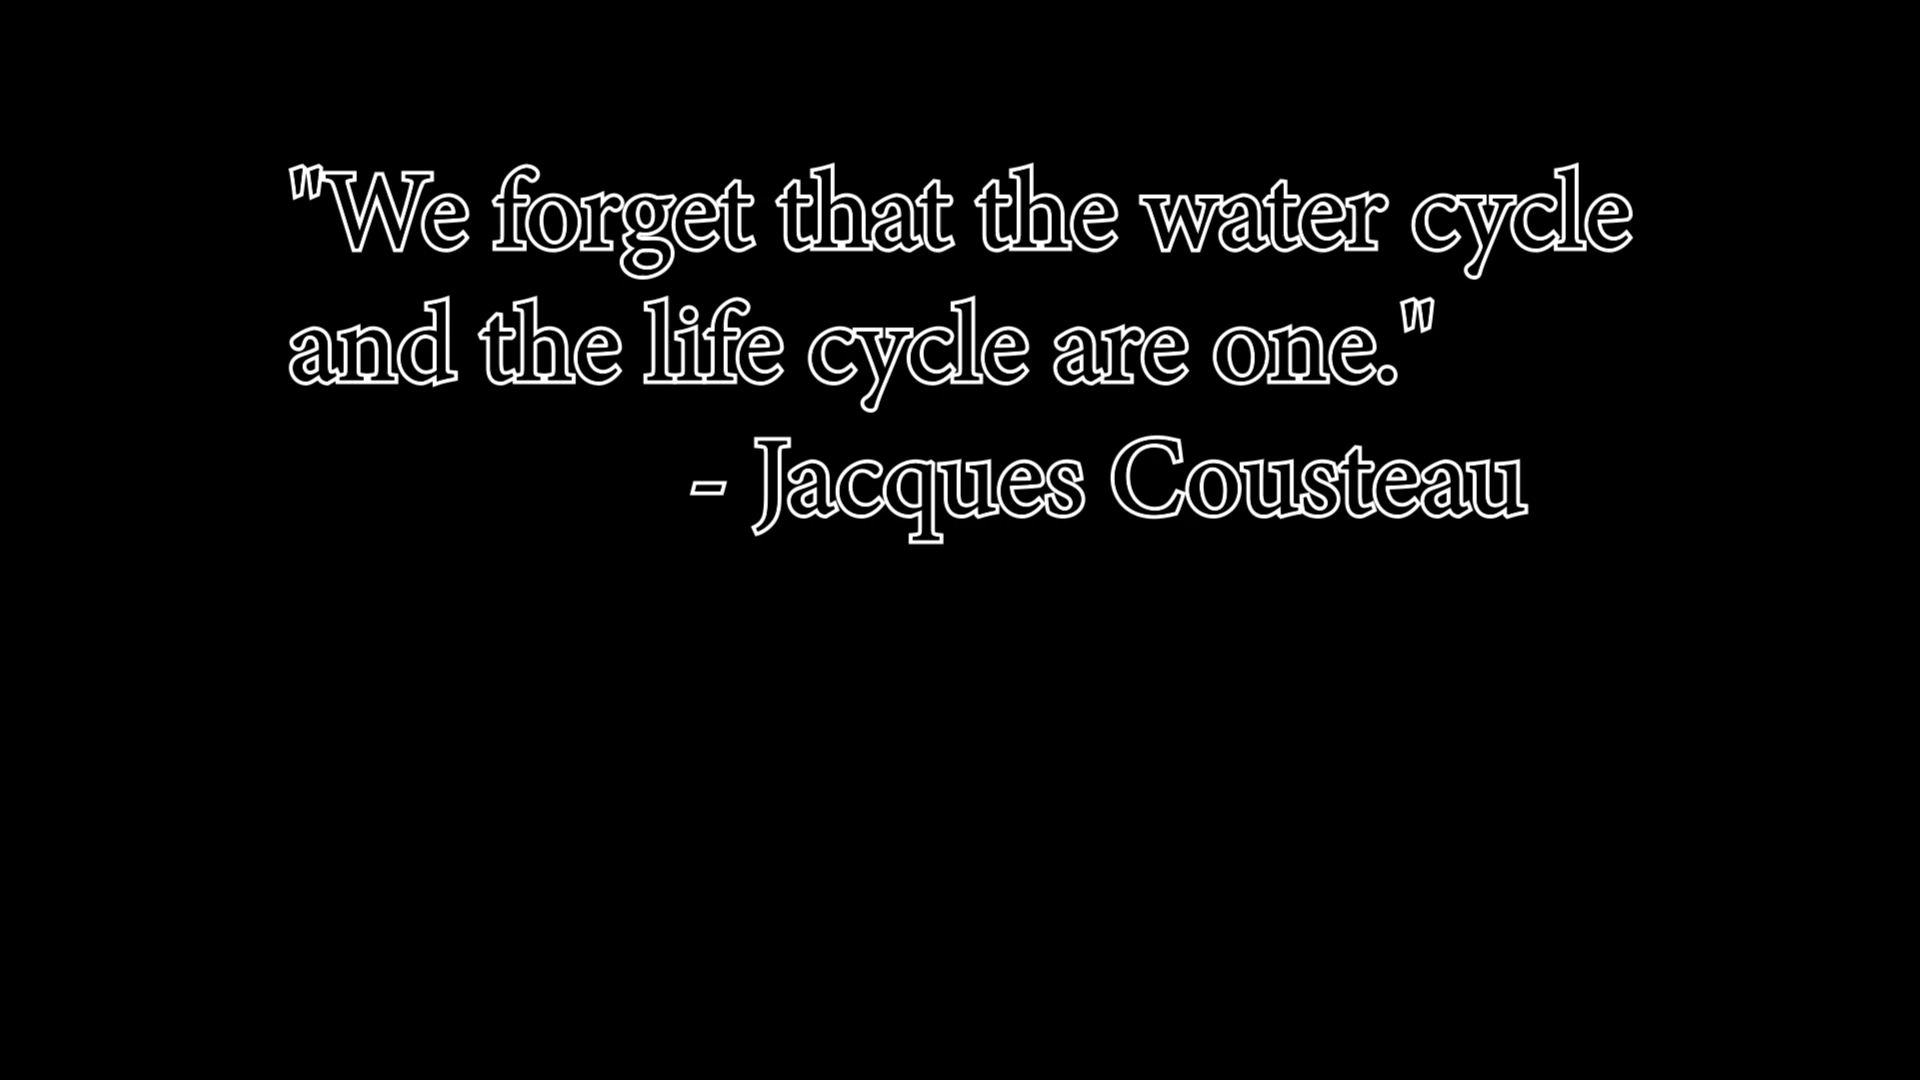 "We forget that the water cycle
and the life cycle are one."
- Jacques Cousteau